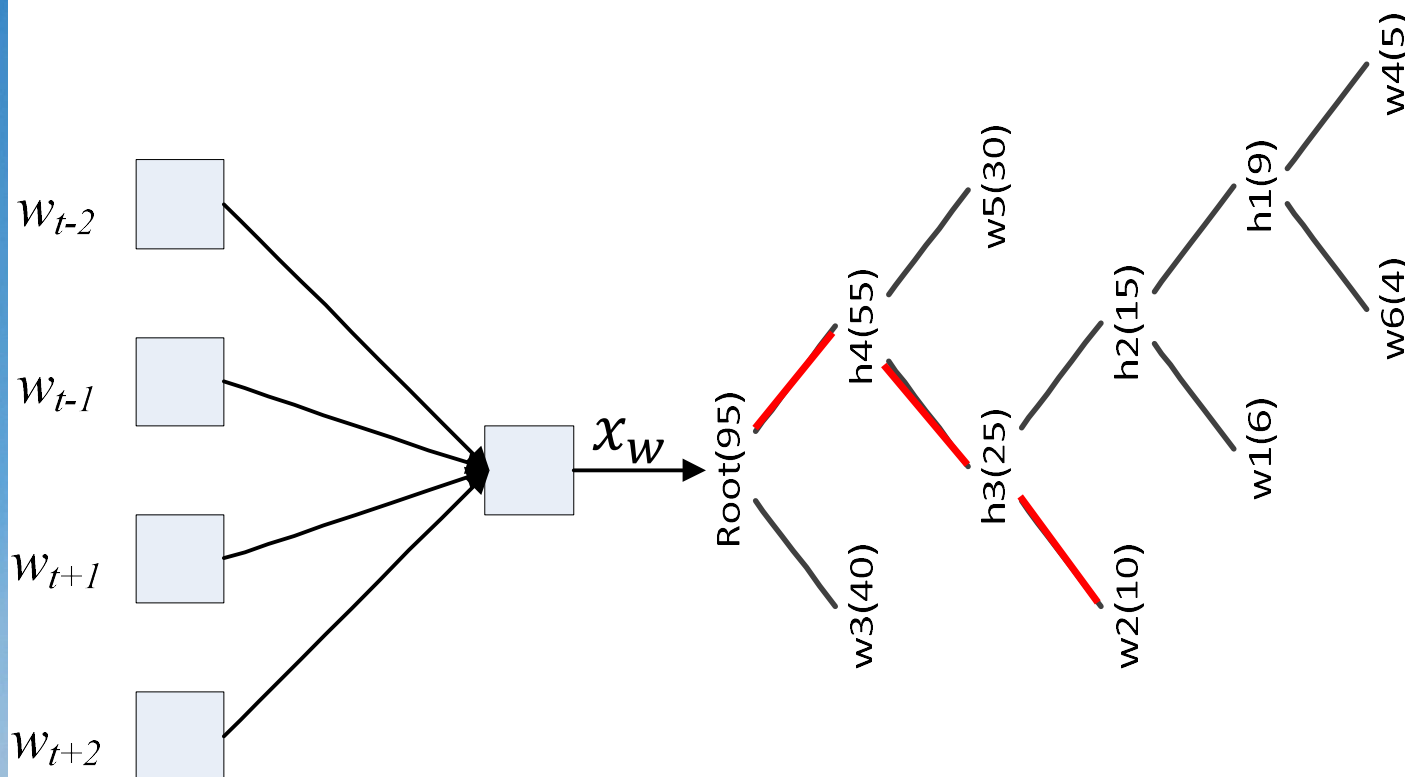 w_{t-2}
w_{t-1}
w_{t+1}
w_{t+2}
x_w
Root(95)
h4(55)
w3(40)
w5(30)
h3(25)
h2(15)
w2(10)
h1(9)
w1(6)
w4(5)
w6(4)